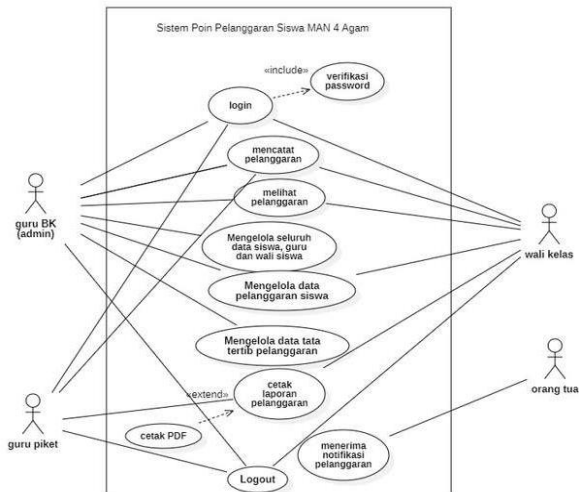 Sistem Poin Pelanggaran Siswa MAN 4 Agam
«include»
verifikasi
password
login
mencatat
pelanggaran
melihat
pelanggaran
guru BK
(admin)
Mengelola seluruh
data siswa, guru
dan wali siswa
wali kelas
Mengelola data
pelanggaran siswa
Mengelola data tata
tertib pelanggaran
«extend»
cetak
laporan
pelanggaran
orang tua
guru piket
cetak PDF
menerima
notifikasi
pelanggaran
Logout